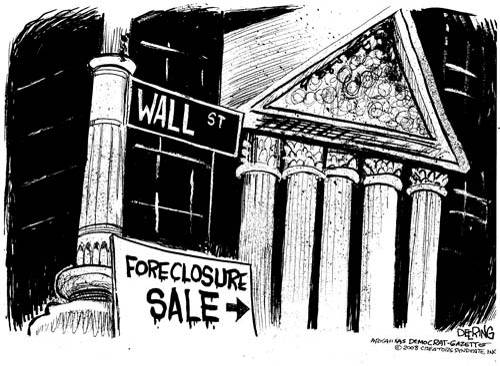 WALL ST
FORECLOSURE
SALE →
DEERING
ARKANSAS DEMOCRAT-GAZETTE
© 2008 CREATORS SYNDICATE, INC